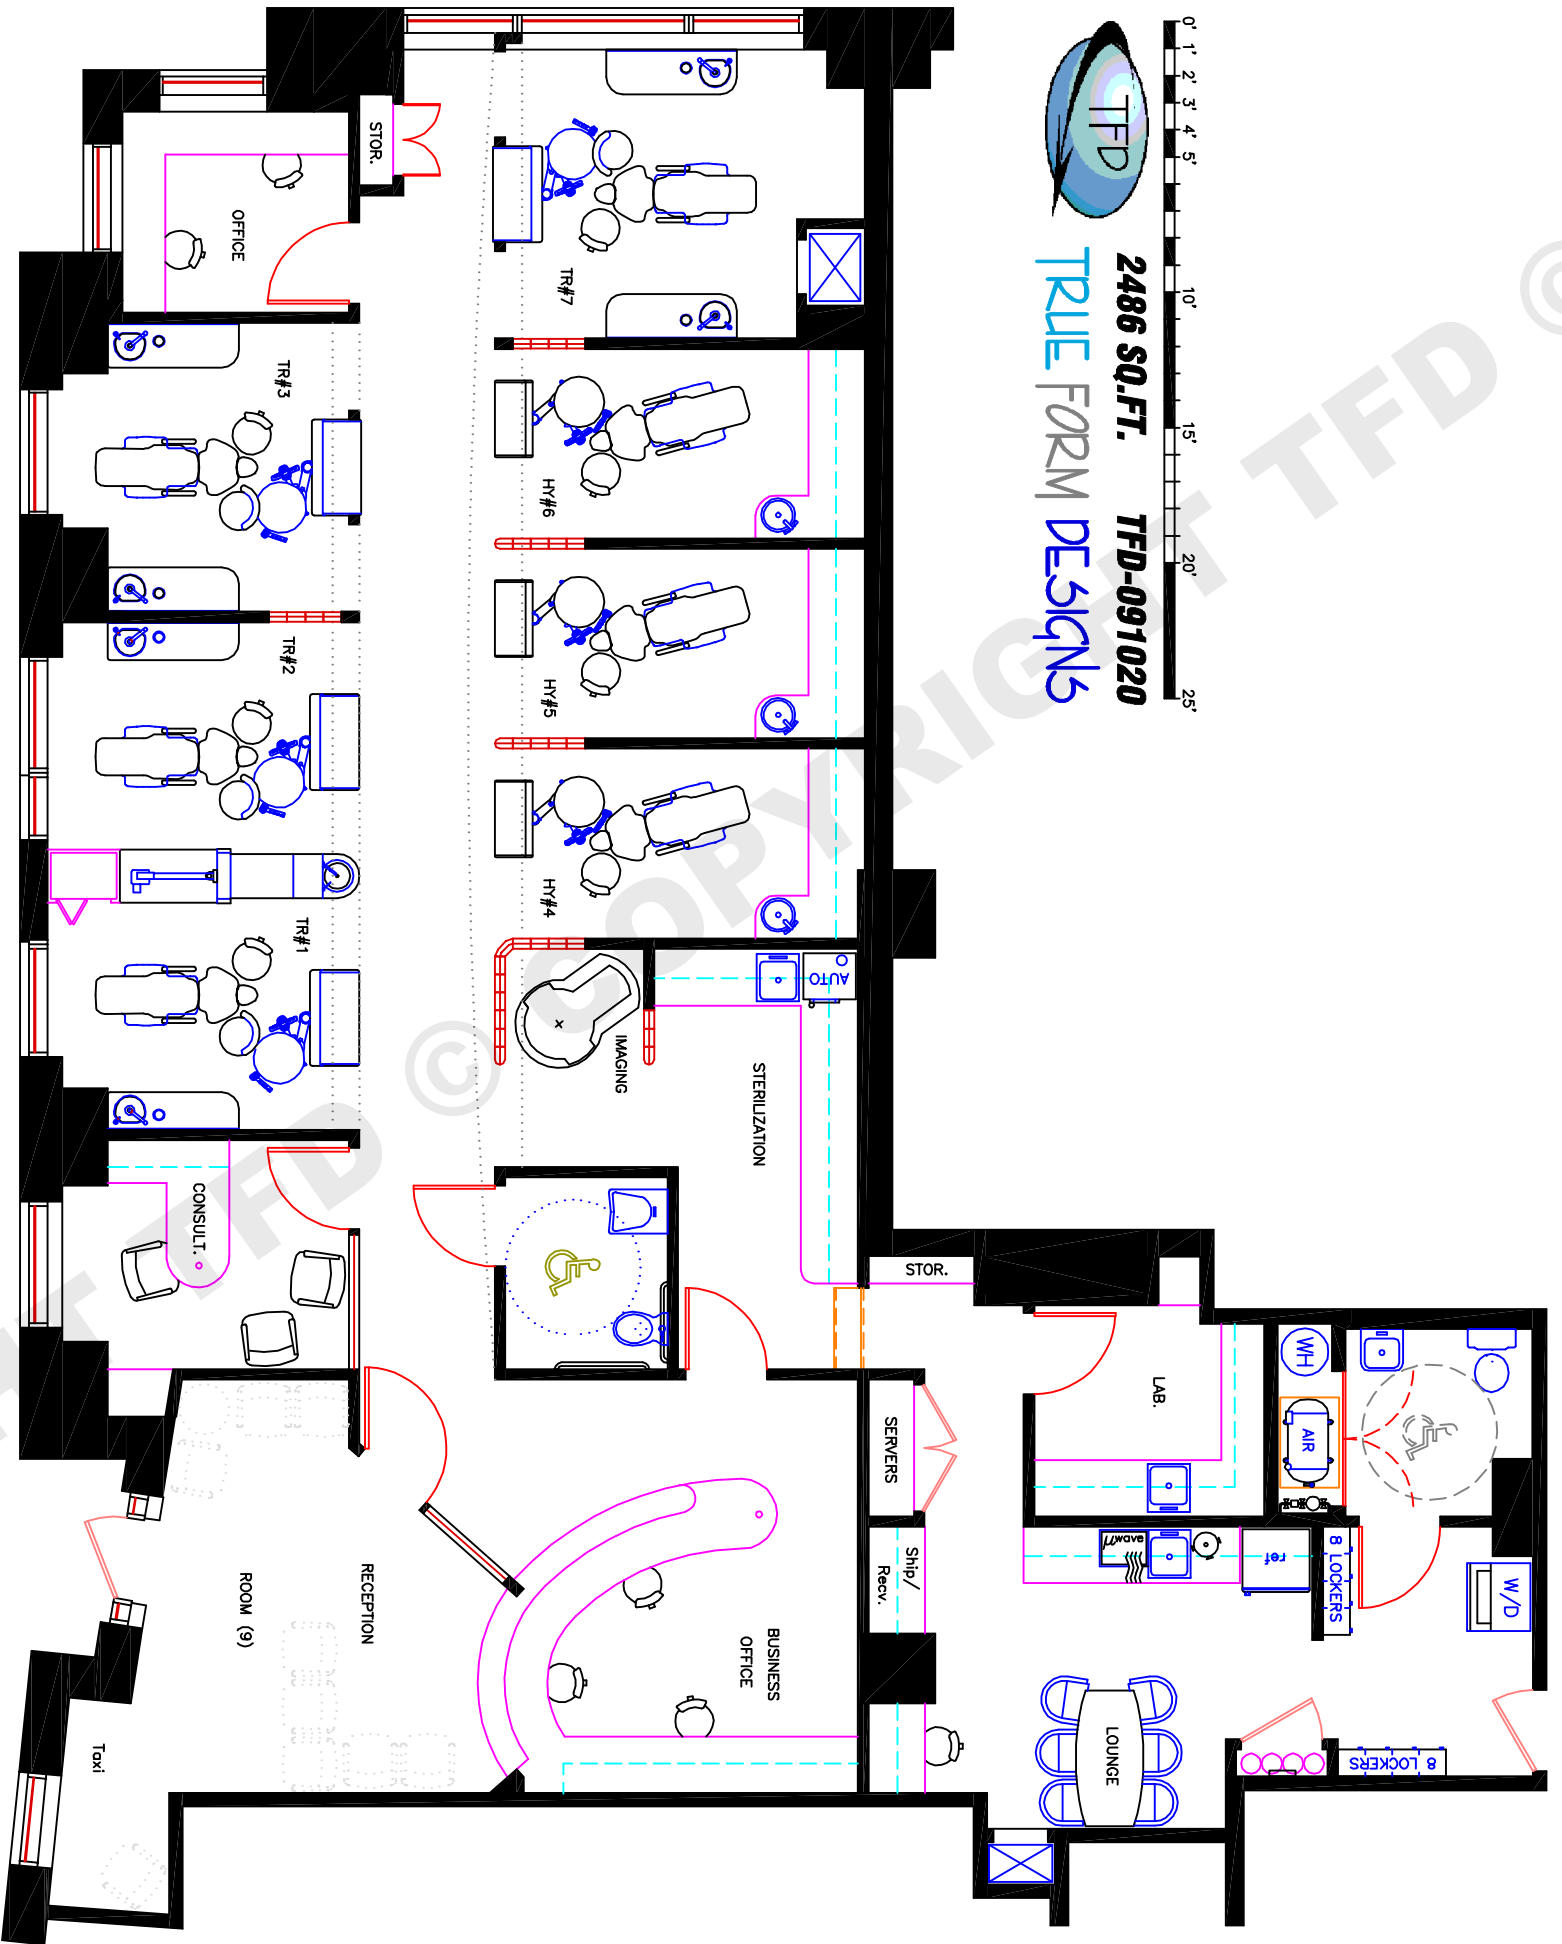 0' 1' 2' 3' 4' 5' 10' 15' 20' 25'
TFD
2486 SQ.FT. TFD-091020
TRUE FORM DESIGNS
STOR.
OFFICE
TR#7
TR#3
HY#6
TR#2
HY#5
HY#4
TR#1
AUTO
IMAGING
STERILIZATION
CONSULT.
STOR.
WH
AIR
LAB.
SERVERS
Ship/
Recv.
μwave
ref
8 LOCKERS
W/D
RECEPTION
ROOM (9)
BUSINESS
OFFICE
LOUNGE
8 LOCKERS
Taxi
HT TFD © COPYRIGHT TFD ©